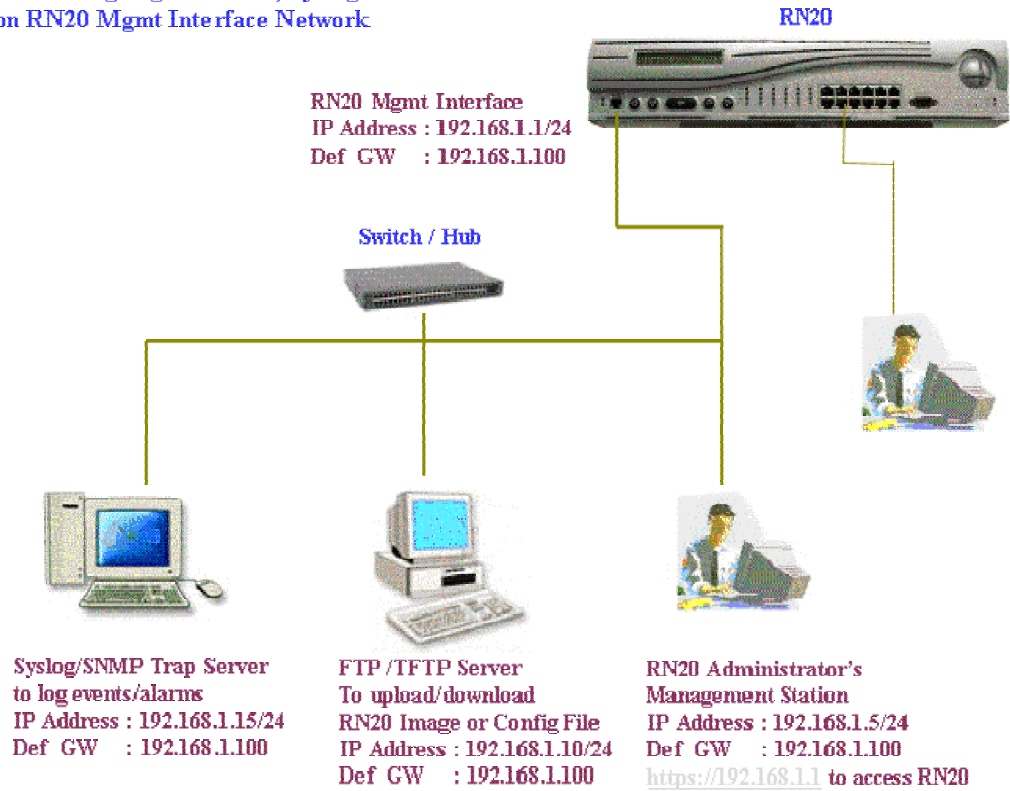 on RN20 Mgmt Interface Network
RN20
RN20 Mgmt Interface
IP Address : 192.168.1.1/24
Def GW : 192.168.1.100
Switch / Hub
Syslog/SNMP Trap Server
to log events/alarms
IP Address : 192.168.1.15/24
Def GW : 192.168.1.100
FTP /TFTP Server
To upload/download
RN20 Image or Config File
IP Address : 192.168.1.10/24
Def GW : 192.168.1.100
RN20 Administrator's
Management Station
IP Address : 192.168.1.5/24
Def GW : 192.168.1.100
https://192.168.1.1 to access RN20